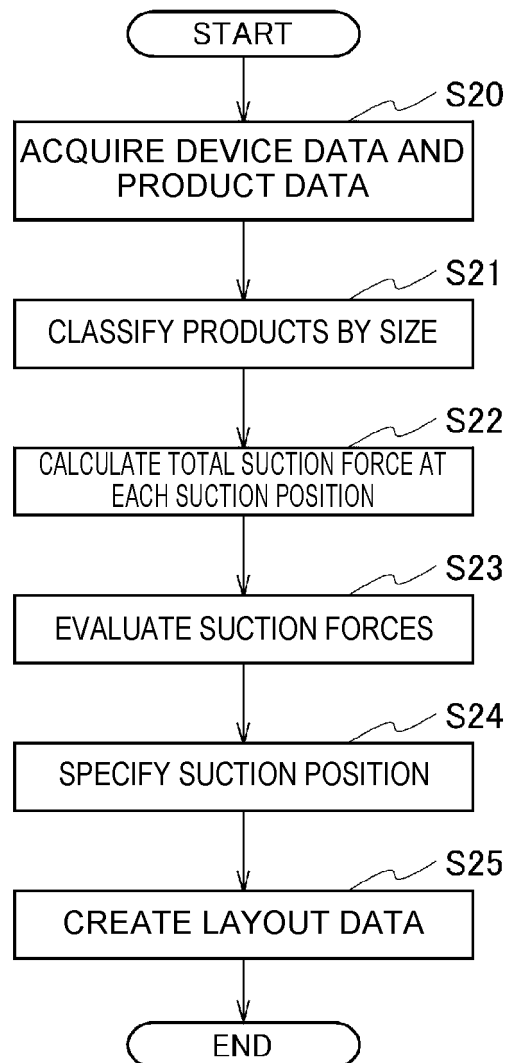 START
S20
ACQUIRE DEVICE DATA AND
PRODUCT DATA
S21
CLASSIFY PRODUCTS BY SIZE
S22
CALCULATE TOTAL SUCTION FORCE AT
EACH SUCTION POSITION
S23
EVALUATE SUCTION FORCES
S24
SPECIFY SUCTION POSITION
S25
CREATE LAYOUT DATA
END